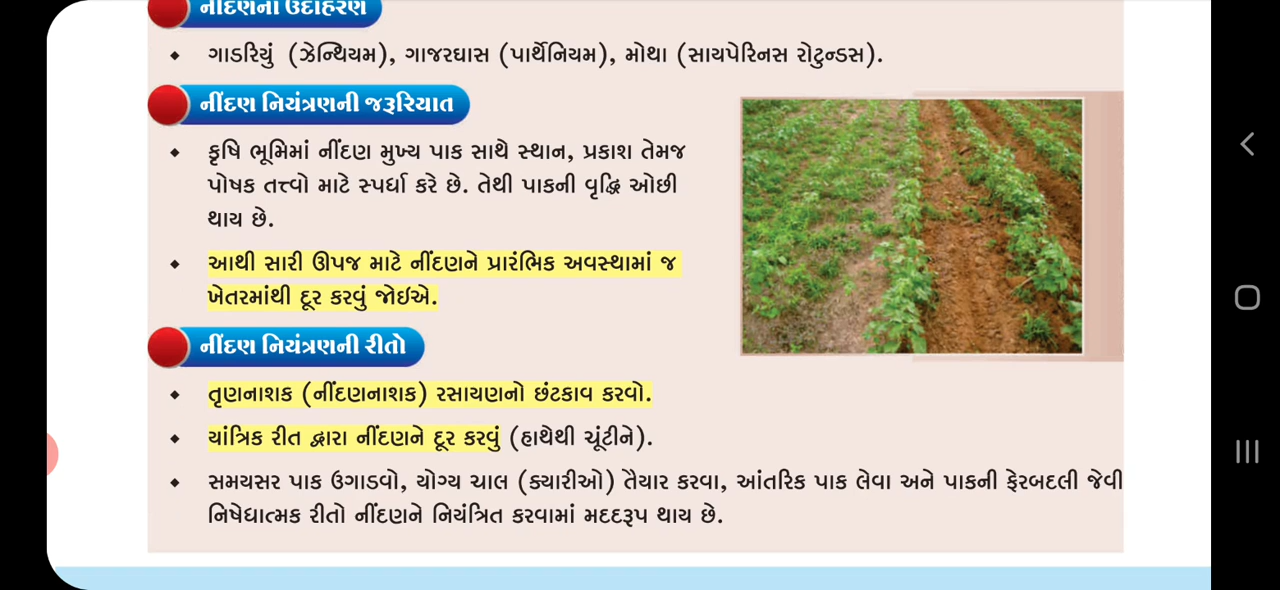 નીંદણના ઉદાહરણ
ગાડરિયું (ઝેન્થિયમ), ગાજરઘાસ (પાર્થેનિયમ), મોથા (સાયપેરિનસ રોટુન્ડસ).
નીંદણ નિયંત્રણની જરૂરિયાત
કૃષિ ભૂમિમાં નીંદણ મુખ્ય પાક સાથે સ્થાન, પ્રકાશ તેમજ
પોષક તત્ત્વો માટે સ્પર્ધા કરે છે. તેથી પાકની વૃદ્ધિ ઓછી
થાય છે.
આથી સારી ઊપજ માટે નીંદણને પ્રારંભિક અવસ્થામાં જ
ખેતરમાંથી દૂર કરવું જોઇએ.
નીંદણ નિયંત્રણની રીતો
તૃણનાશક (નીંદણનાશક) રસાયણનો છંટકાવ કરવો.
યાંત્રિક રીત દ્વારા નીંદણને દૂર કરવું (હાથેથી ચૂંટીને).
સમયસર પાક ઉગાડવો, યોગ્ય ચાલ (ક્યારીઓ) તૈયાર કરવા, આંતરિક પાક લેવા અને પાકની ફેરબદલી જેવી
નિષેધાત્મક રીતો નીંદણને નિયંત્રિત કરવામાં મદદરૂપ થાય છે.